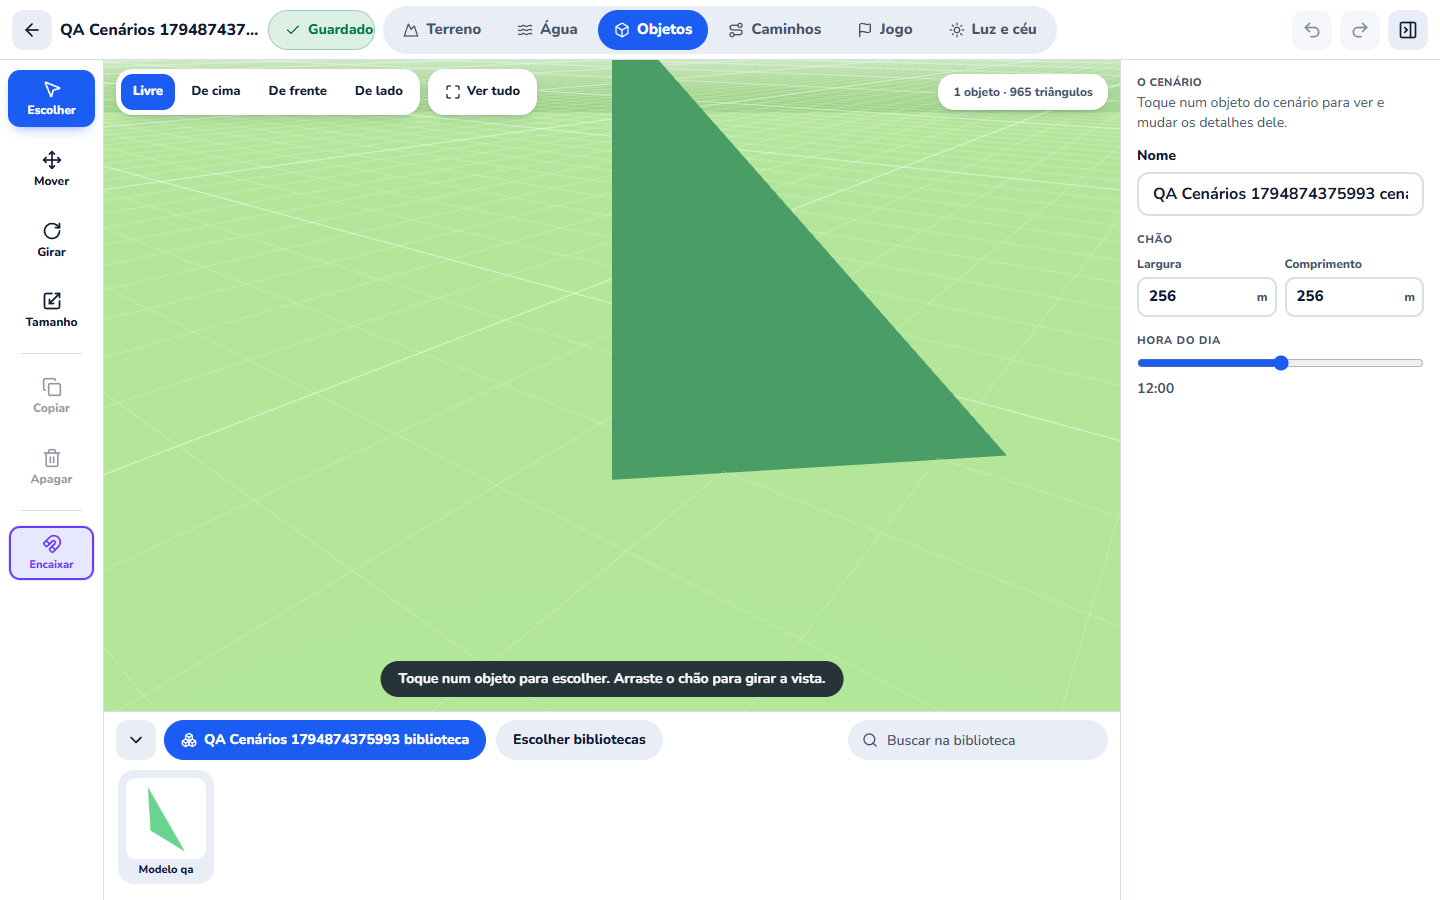 QA Cenários 179487437...
Guardado
Terreno
Água
Objetos
Caminhos
Jogo
Luz e céu
Escolher
Mover
Girar
Tamanho
Copiar
Apagar
Encaixar
Livre
De cima
De frente
De lado
Ver tudo
1 objeto · 965 triângulos
Toque num objeto para escolher. Arraste o chão para girar a vista.
QA Cenários 1794874375993 biblioteca
Escolher bibliotecas
Buscar na biblioteca
Modelo qa
O CENÁRIO
Toque num objeto do cenário para ver e
mudar os detalhes dele.
Nome
QA Cenários 1794874375993 cena
CHÃO
Largura
Comprimento
256 m
256 m
HORA DO DIA
12:00